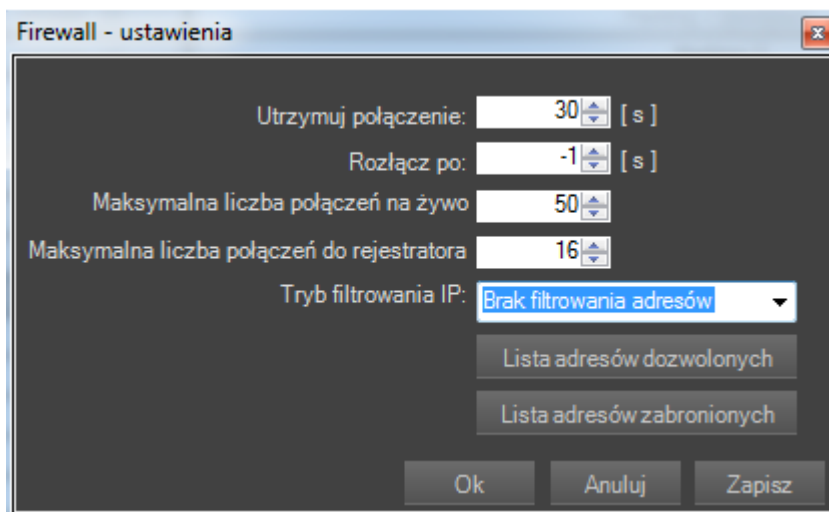 Firewall - ustawienia
Utrzymuj połączenie: 30 [ s ]
Rozłącz po: -1 [ s ]
Maksymalna liczba połączeń na żywo 50
Maksymalna liczba połączeń do rejestratora 16
Tryb filtrowania IP: Brak filtrowania adresów
Lista adresów dozwolonych
Lista adresów zabronionych
Ok Anuluj Zapisz